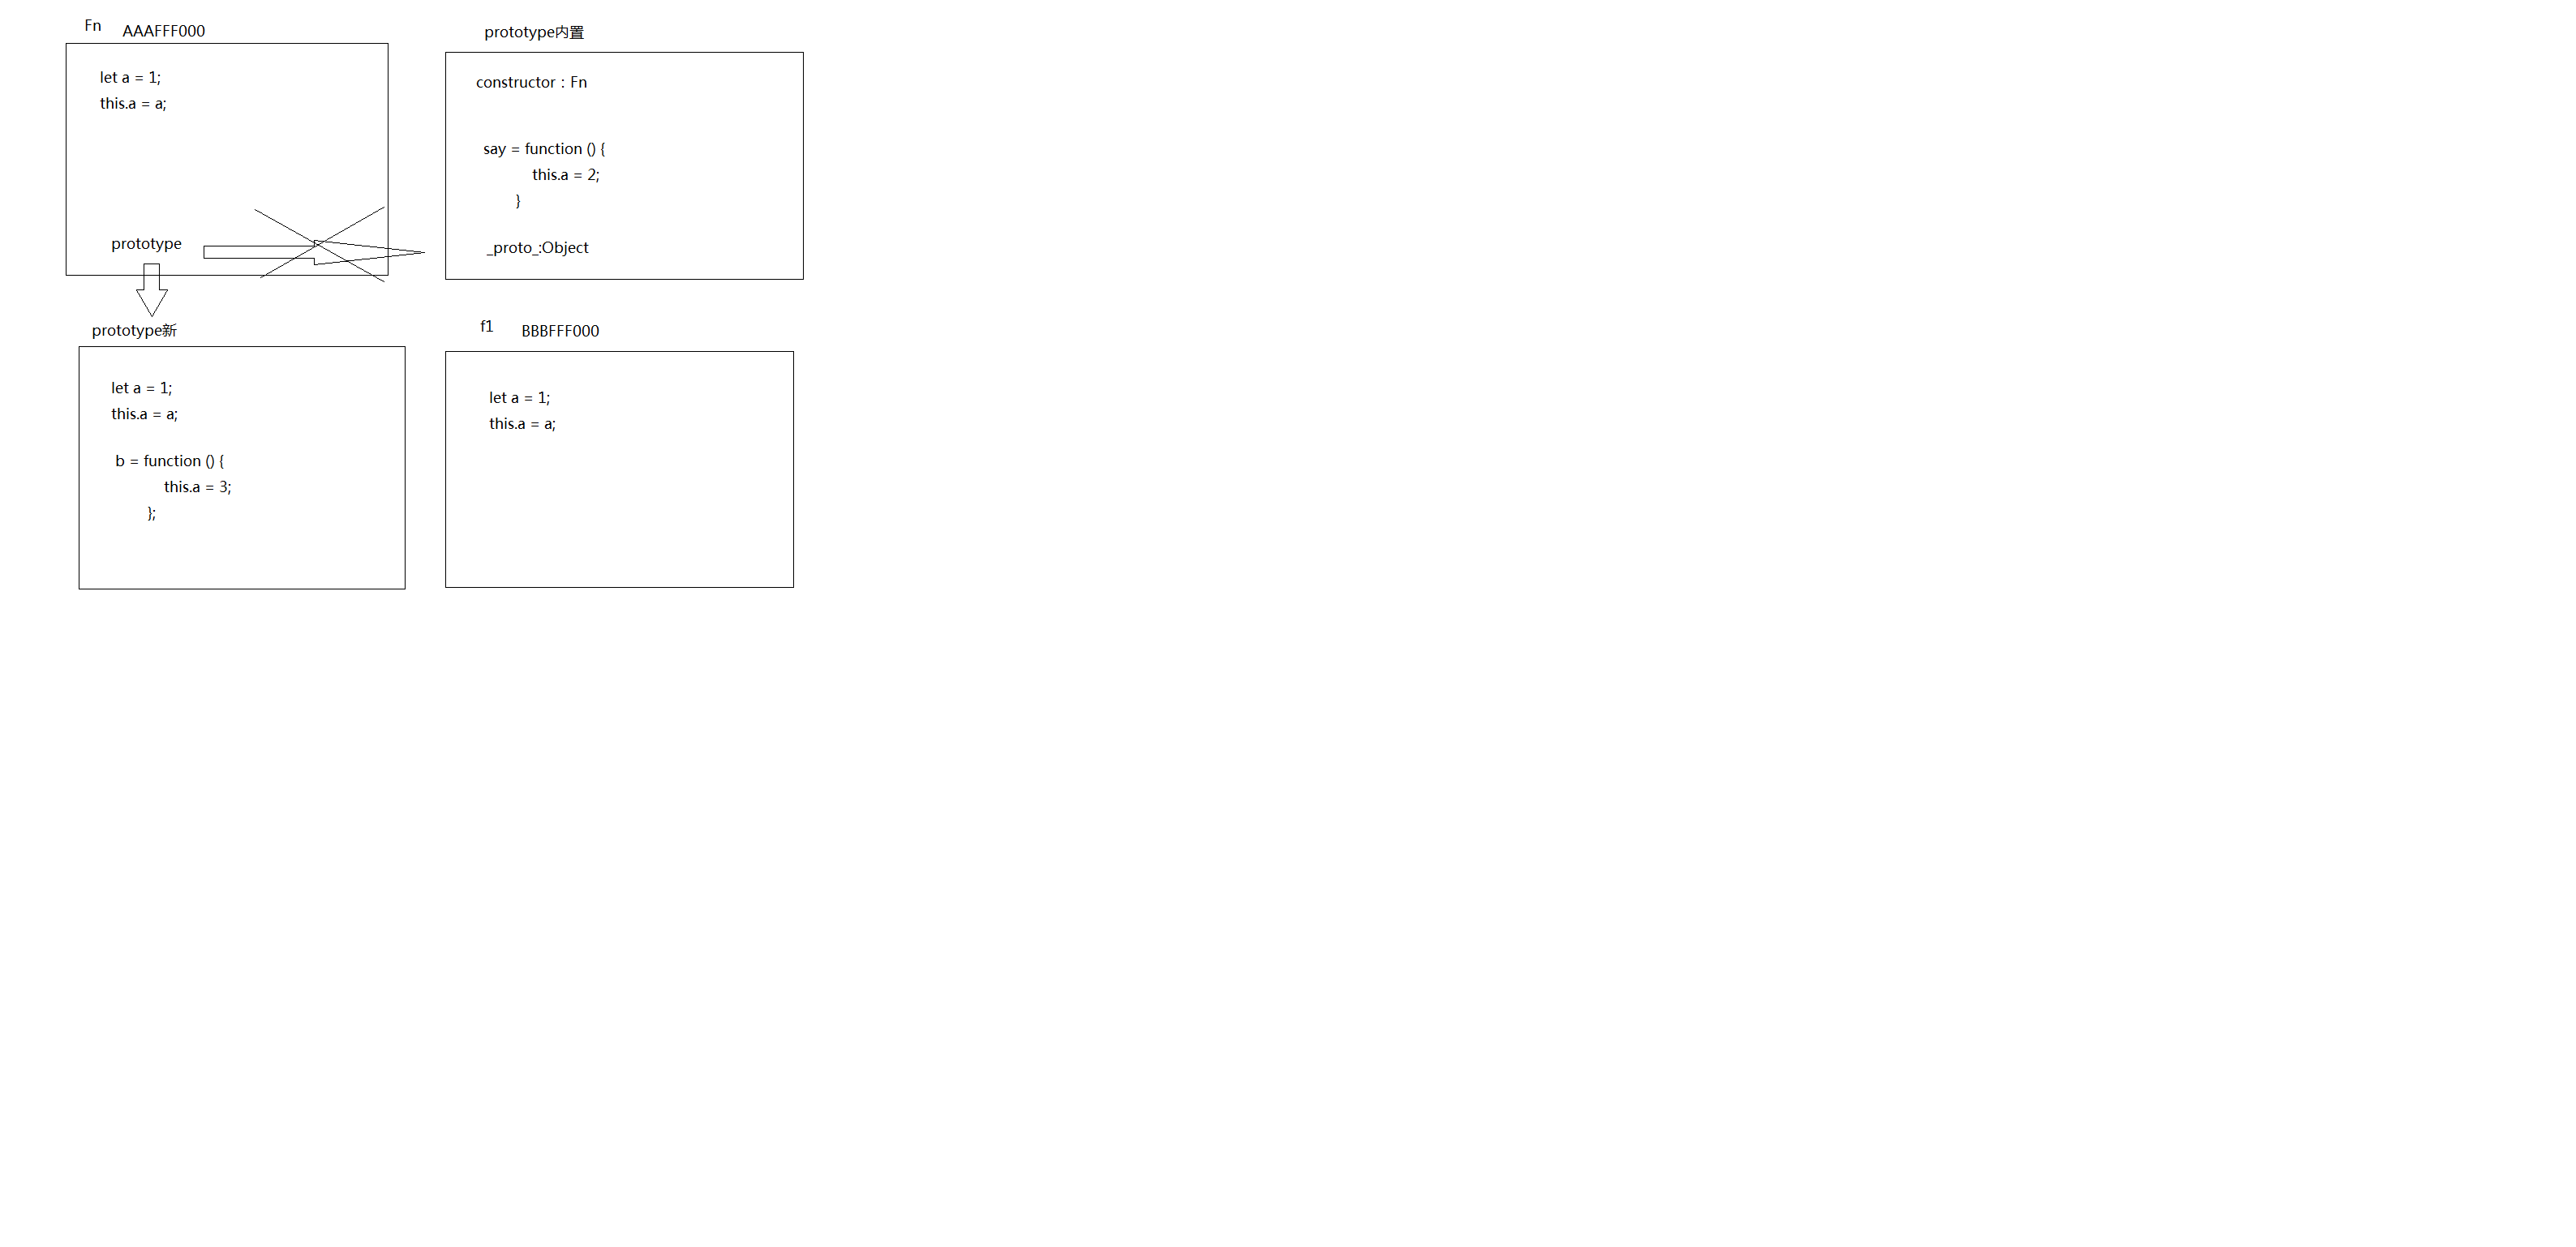 Fn AAAFFF000
let a = 1;
this.a = a;
prototype
prototype内置
constructor：Fn
say = function () {
this.a = 2;
}
_proto_:Object
prototype新
let a = 1;
this.a = a;
b = function () {
this.a = 3;
};
f1 BBBFFF000
let a = 1;
this.a = a;